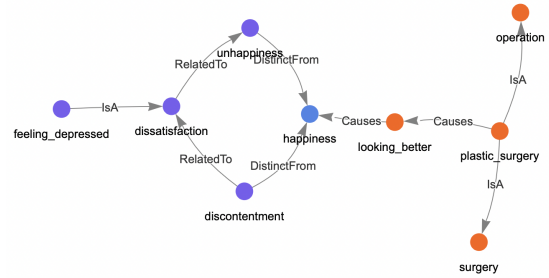 operation
unhappiness
DistinctFrom
RelatedTo
IsA
IsA
feeling_depressed
dissatisfaction
happiness
Causes
looking_better
Causes
plastic_surgery
RelatedTo
DistinctFrom
IsA
discontentment
surgery